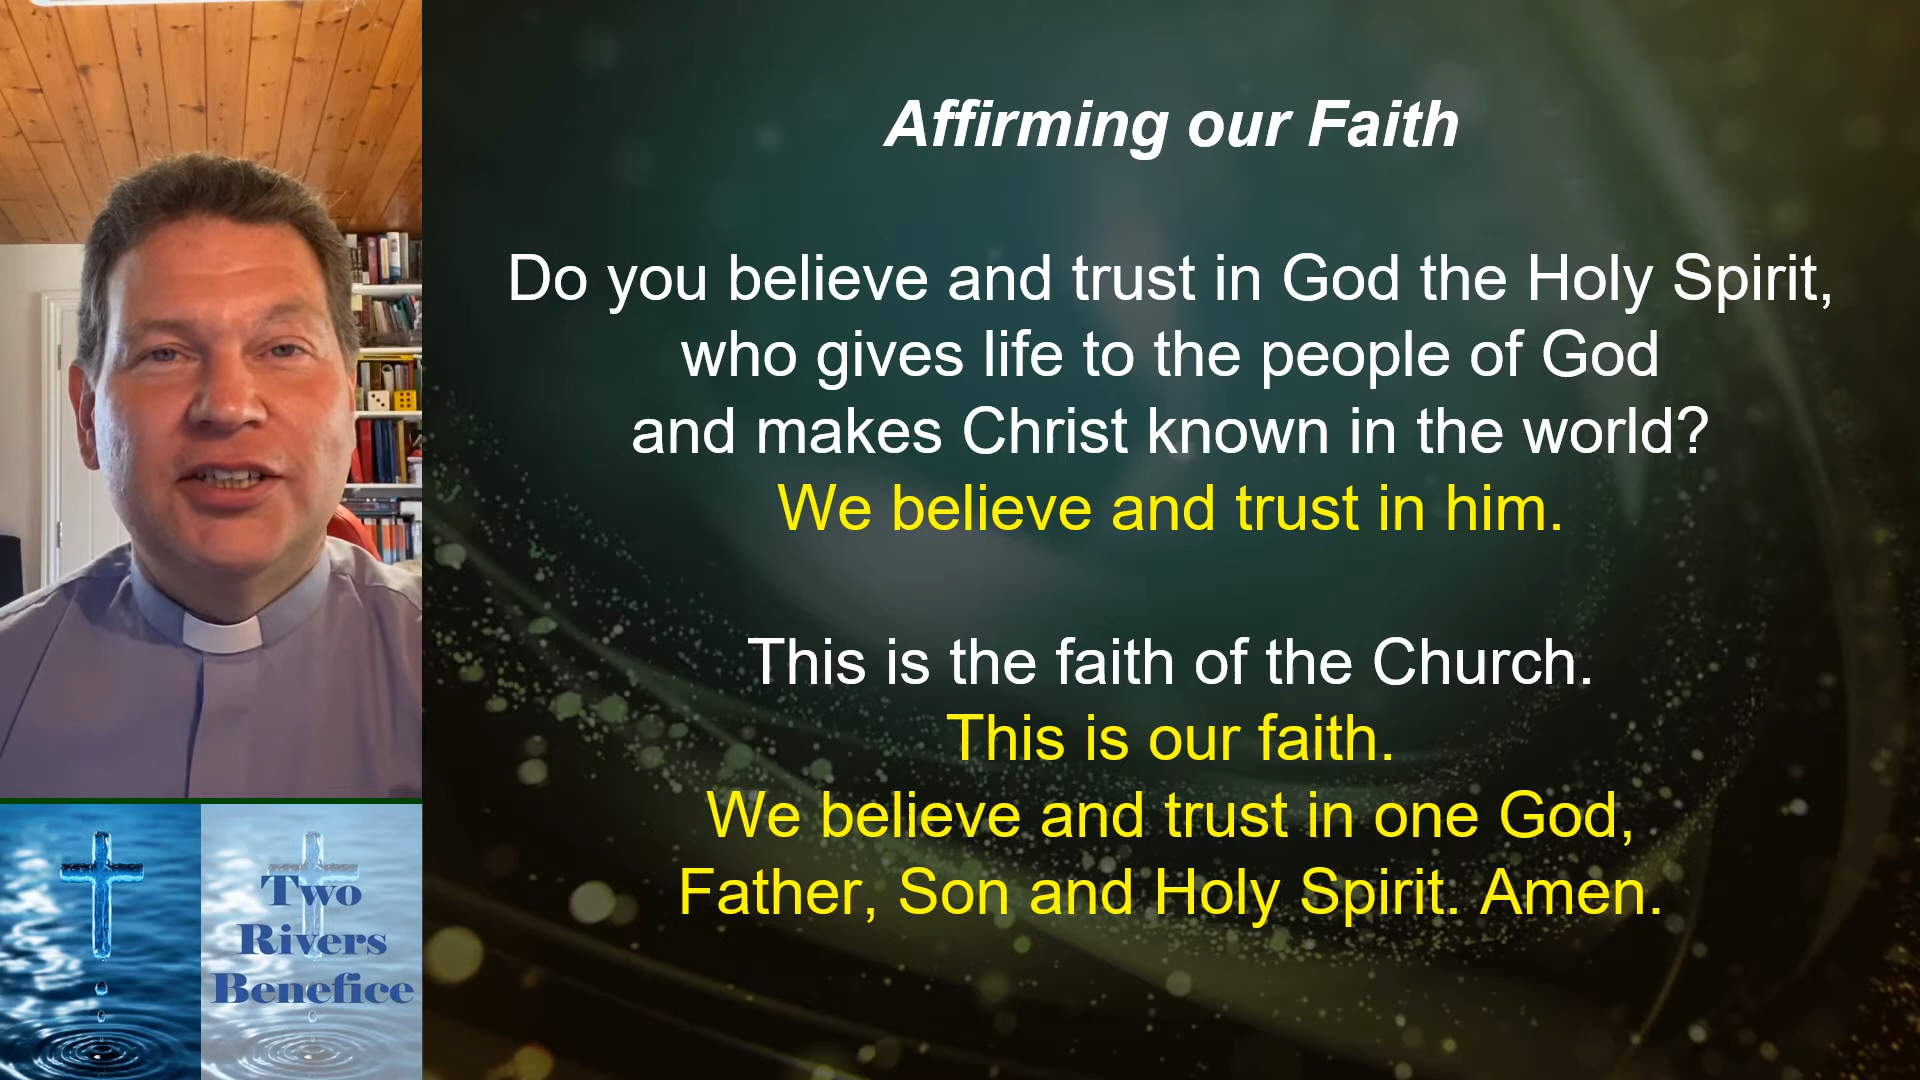 Affirming our Faith
Do you believe and trust in God the Holy Spirit,
who gives life to the people of God
and makes Christ known in the world?
We believe and trust in him.
This is the faith of the Church.
This is our faith.
We believe and trust in one God,
Father, Son and Holy Spirit. Amen.
Two
Rivers
Benefice